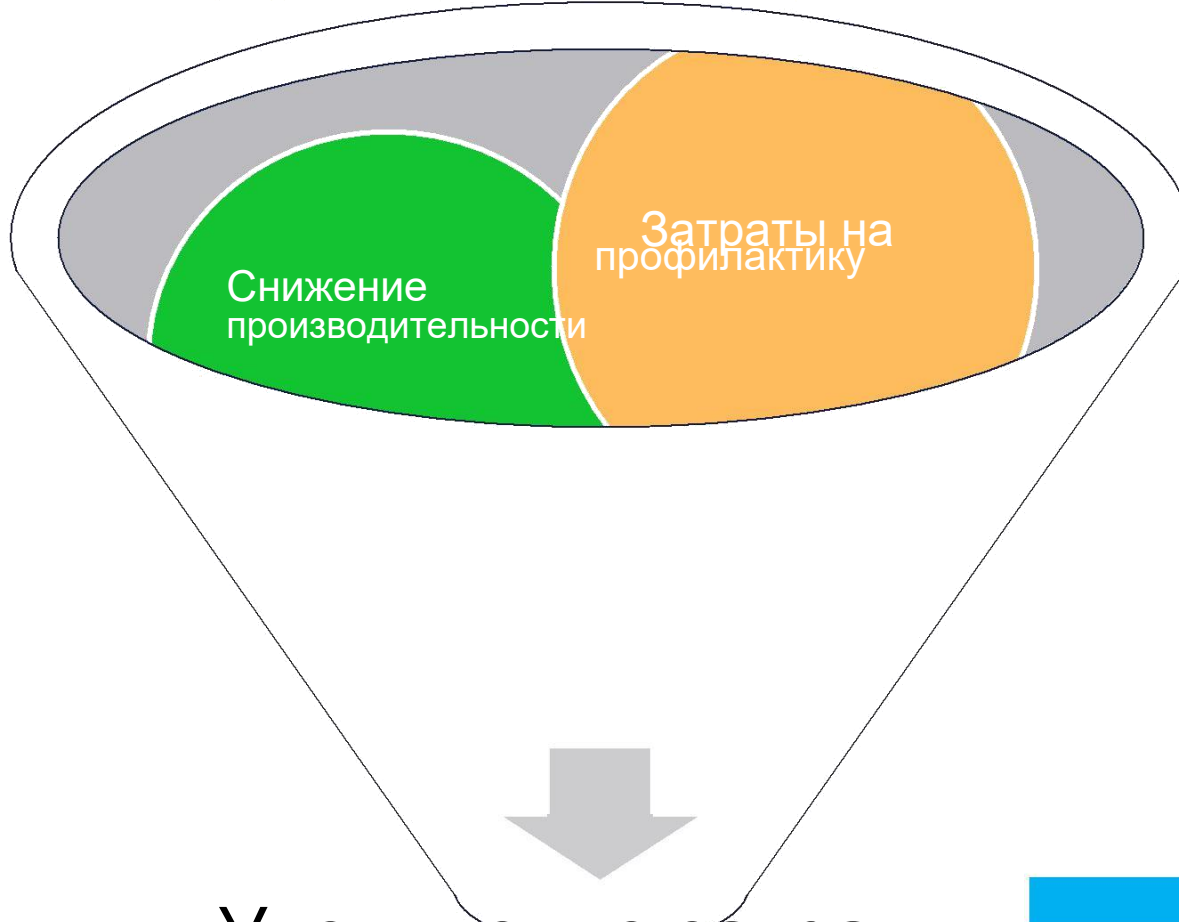 Затраты на
профилактику
Снижение
производительности